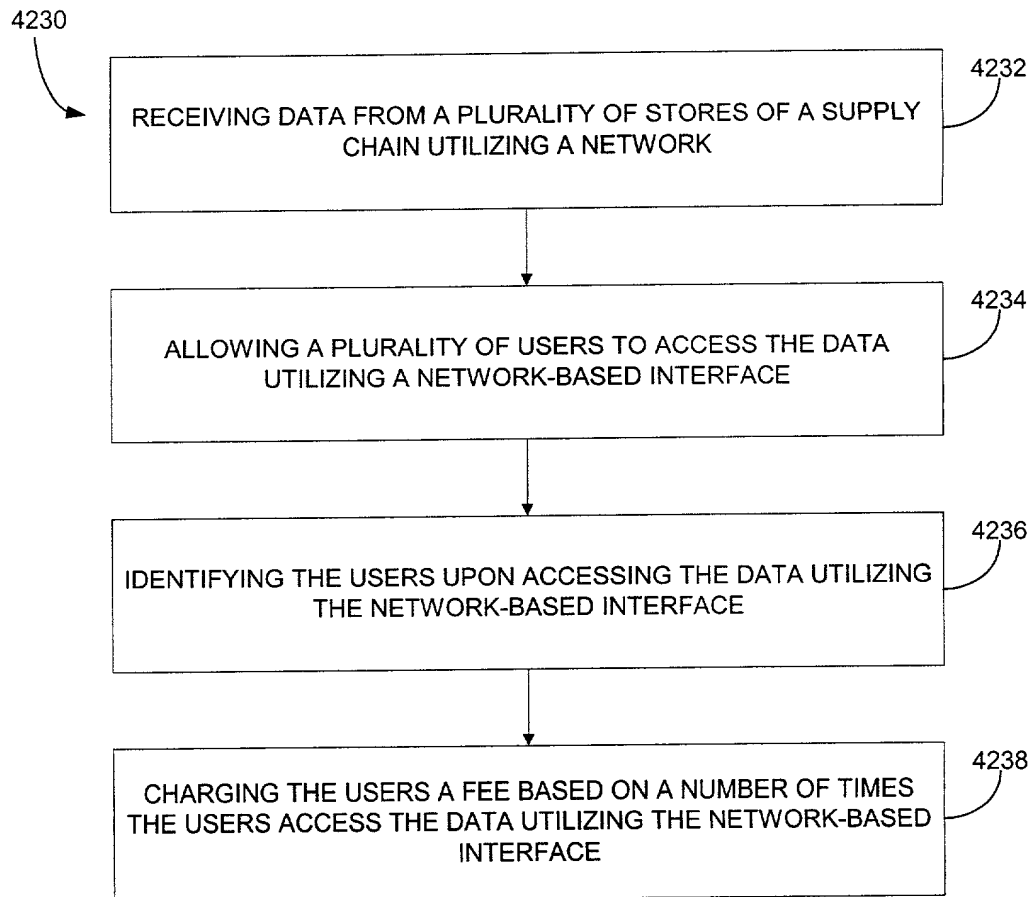 4230
4232
RECEIVING DATA FROM A PLURALITY OF STORES OF A SUPPLY
CHAIN UTILIZING A NETWORK
4234
ALLOWING A PLURALITY OF USERS TO ACCESS THE DATA
UTILIZING A NETWORK-BASED INTERFACE
4236
IDENTIFYING THE USERS UPON ACCESSING THE DATA UTILIZING
THE NETWORK-BASED INTERFACE
4238
CHARGING THE USERS A FEE BASED ON A NUMBER OF TIMES
THE USERS ACCESS THE DATA UTILIZING THE NETWORK-BASED
INTERFACE